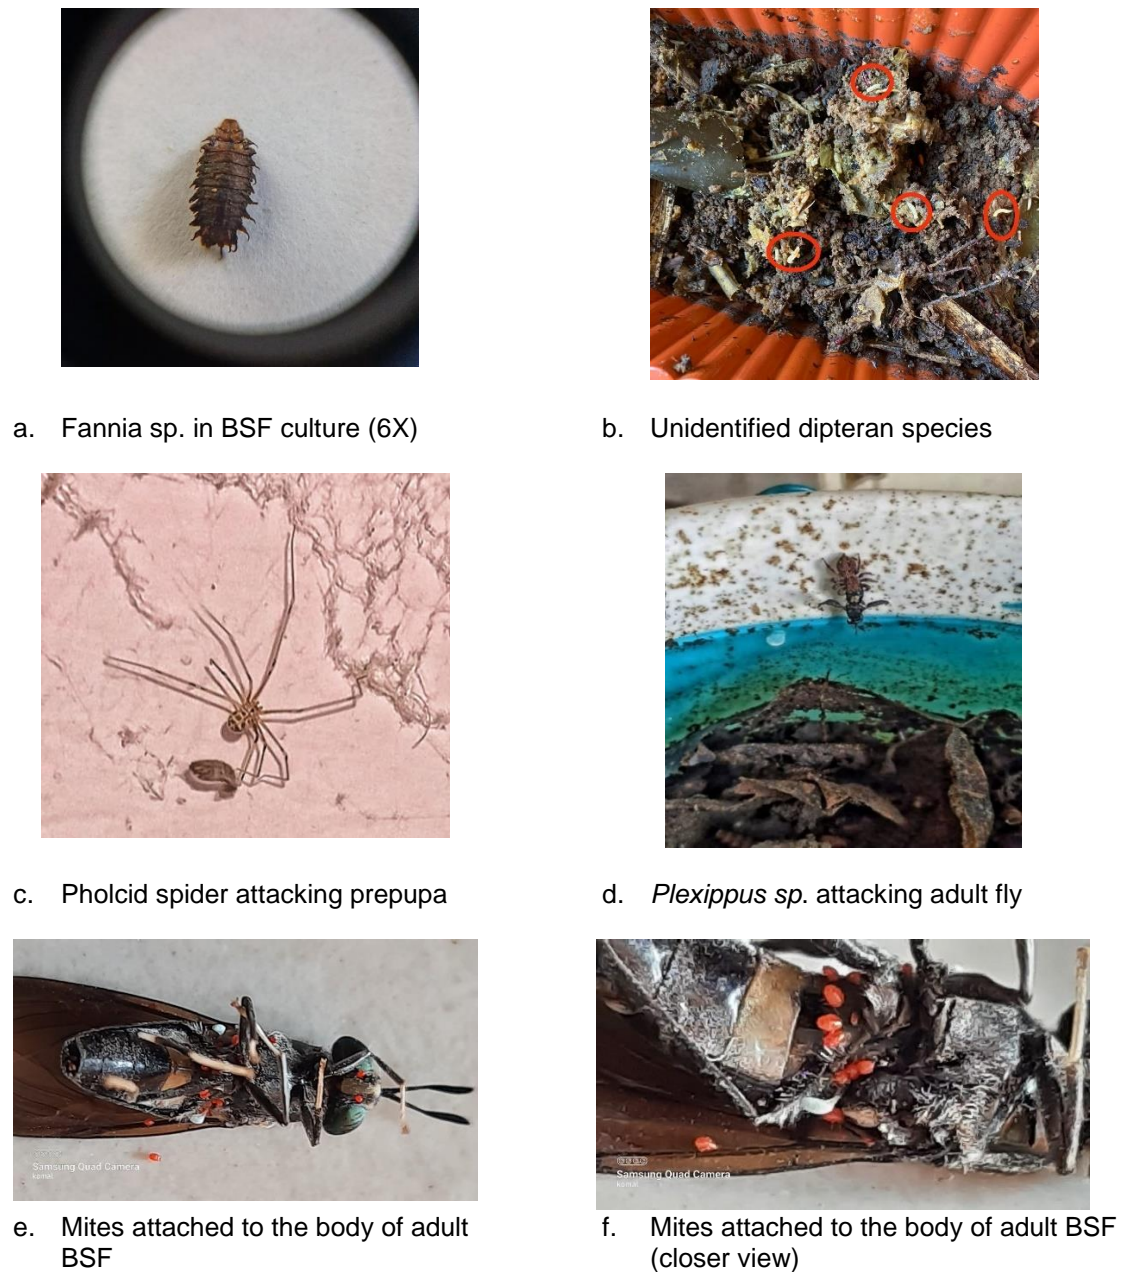 a. Fannia sp. in BSF culture (6X)
b. Unidentified dipteran species
c. Pholcid spider attacking prepupa
d. Plexippus sp. attacking adult fly
Samsung Quad Camera
komal
Samsung Quad Camera
komal
e. Mites attached to the body of adult
BSF
f. Mites attached to the body of adult BSF
(closer view)